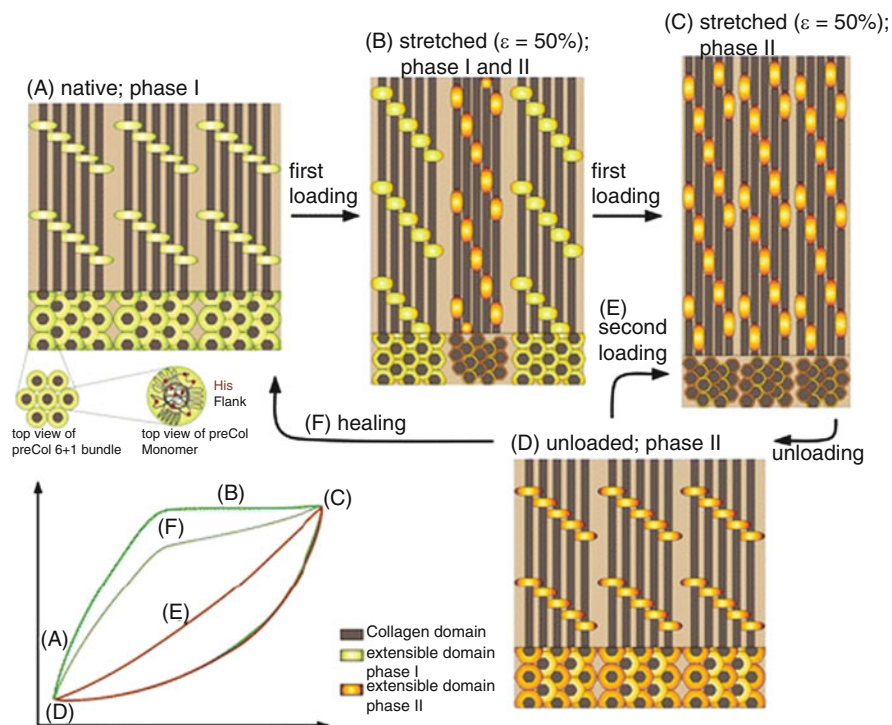 (A) native; phase I
(B) stretched (ε = 50%);
phase I and II
(C) stretched (ε = 50%);
phase II
first
loading
first
loading
(E)
second
loading
His
Flank
top view of
preCol 6+1 bundle
top view of preCol
Monomer
(F) healing
(D) unloaded; phase II
unloading
(B)
(C)
(F)
(E)
(A)
(D)
Collagen domain
extensible domain
phase I
extensible domain
phase II